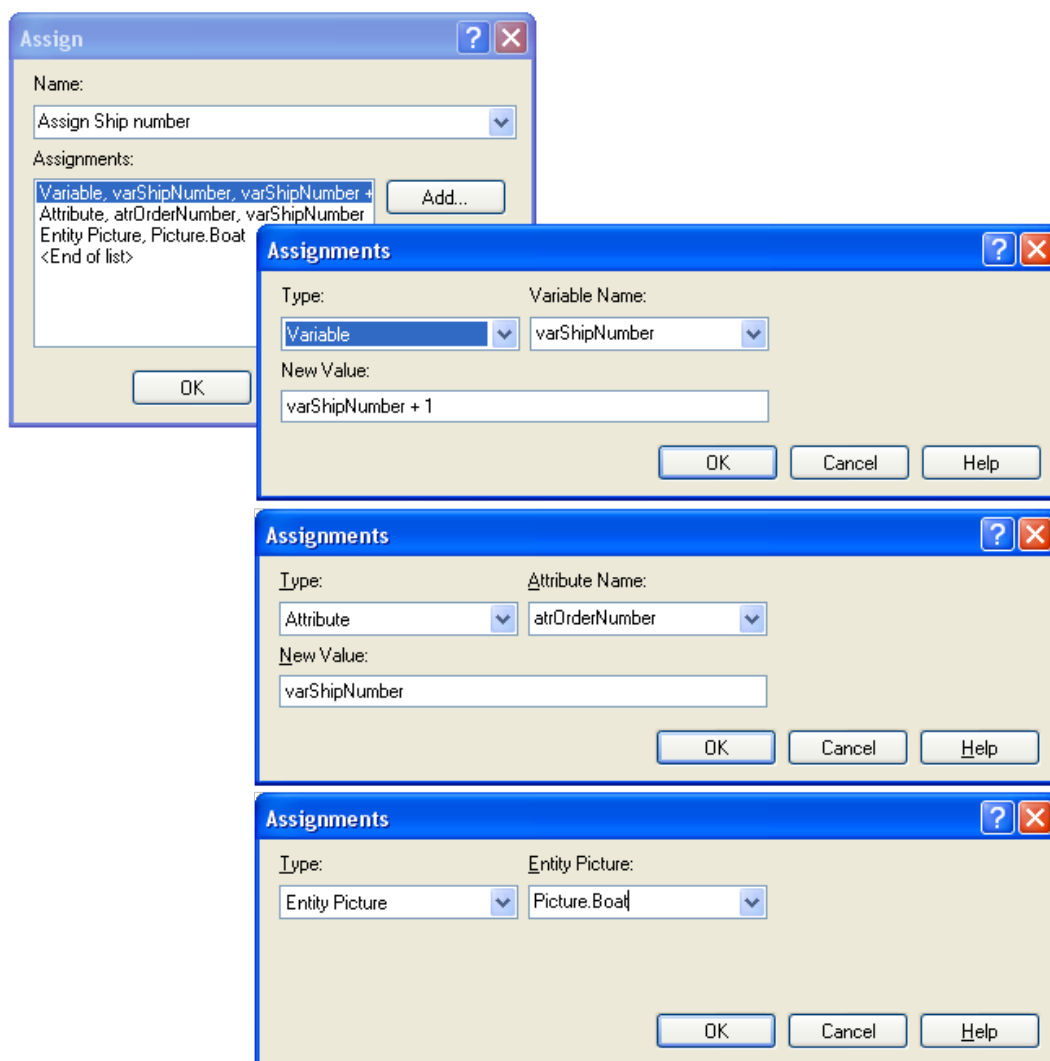 Assign
Name:
Assign Ship number
Assignments:
Variable, varShipNumber, varShipNumber +
Add...
Attribute, atrOrderNumber, varShipNumber
Entity Picture, Picture.Boat
<End of list>
OK
Assignments
Type: Variable Name:
Variable varShipNumber
New Value:
varShipNumber + 1
OK Cancel Help
Assignments
Type: Attribute Name:
Attribute atrOrderNumber
New Value:
varShipNumber
OK Cancel Help
Assignments
Type: Entity Picture:
Entity Picture Picture.Boat
OK Cancel Help